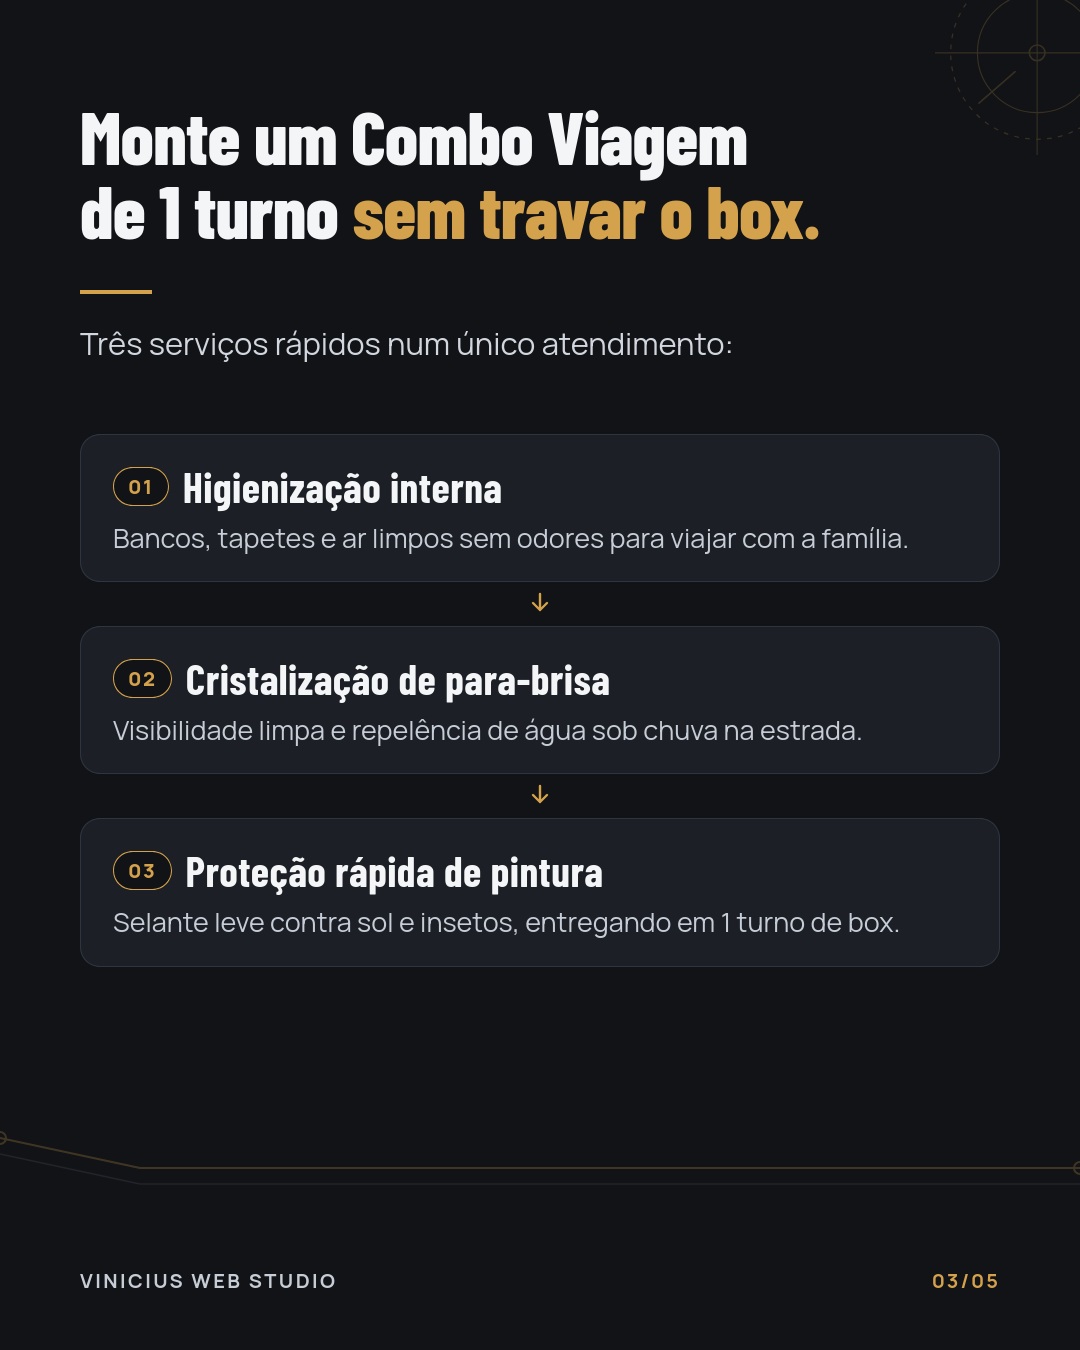 Monte um Combo Viagem
de 1 turno sem travar o box.
Três serviços rápidos num único atendimento:
01 Higienização interna
Bancos, tapetes e ar limpos sem odores para viajar com a família.
↓
02 Cristalização de para-brisa
Visibilidade limpa e repelência de água sob chuva na estrada.
↓
03 Proteção rápida de pintura
Selante leve contra sol e insetos, entregando em 1 turno de box.
VINICIUS WEB STUDIO
03/05